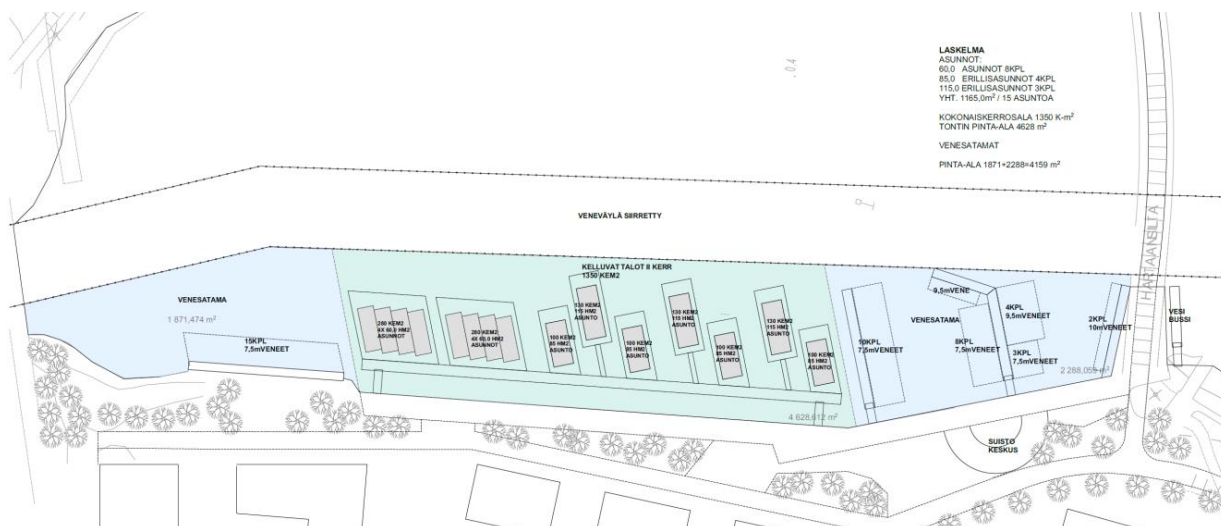 LASKELMA
ASUNNOT:
60,0 ASUNNOT 8KPL
85,0 ERILLISASUNNOT 4KPL
115,0 ERILLISASUNNOT 3KPL
YHT. 1165,0m² / 15 ASUNTOA
KOKONAISKERROSALA 1350 K-m²
TONTIN PINTA-ALA 4628 m²
VENESATAMAT
PINTA-ALA 1871+2288=4159 m²
0.4
VENEVÄYLÄ SIIRRETTY
HARTAANSILTA
KELLUVAT TALOT II KERR
1350 KEM2
VENESATAMA
1 871,474 m²
15KPL
7,5mVENEET
280 KEM2
4X 60,0 HM2
ASUNNOT
280 KEM2
4X 60,0 HM2
ASUNNOT
100 KEM2
85 HM2
ASUNTO
130 KEM2
115 HM2
ASUNTO
100 KEM2
85 HM2
ASUNTO
130 KEM2
115 HM2
ASUNTO
100 KEM2
85 HM2
ASUNTO
130 KEM2
115 HM2
ASUNTO
100 KEM2
85 HM2
ASUNTO
4 628,612 m²
10KPL
7,5mVENEET
9,5mVENE
VENESATAMA
8KPL
7,5mVENEET
4KPL
9,5mVENEET
3KPL
7,5mVENEET
2KPL
10mVENEET
2 288,059 m²
VESI
BUSSI
SUISTO
KESKUS